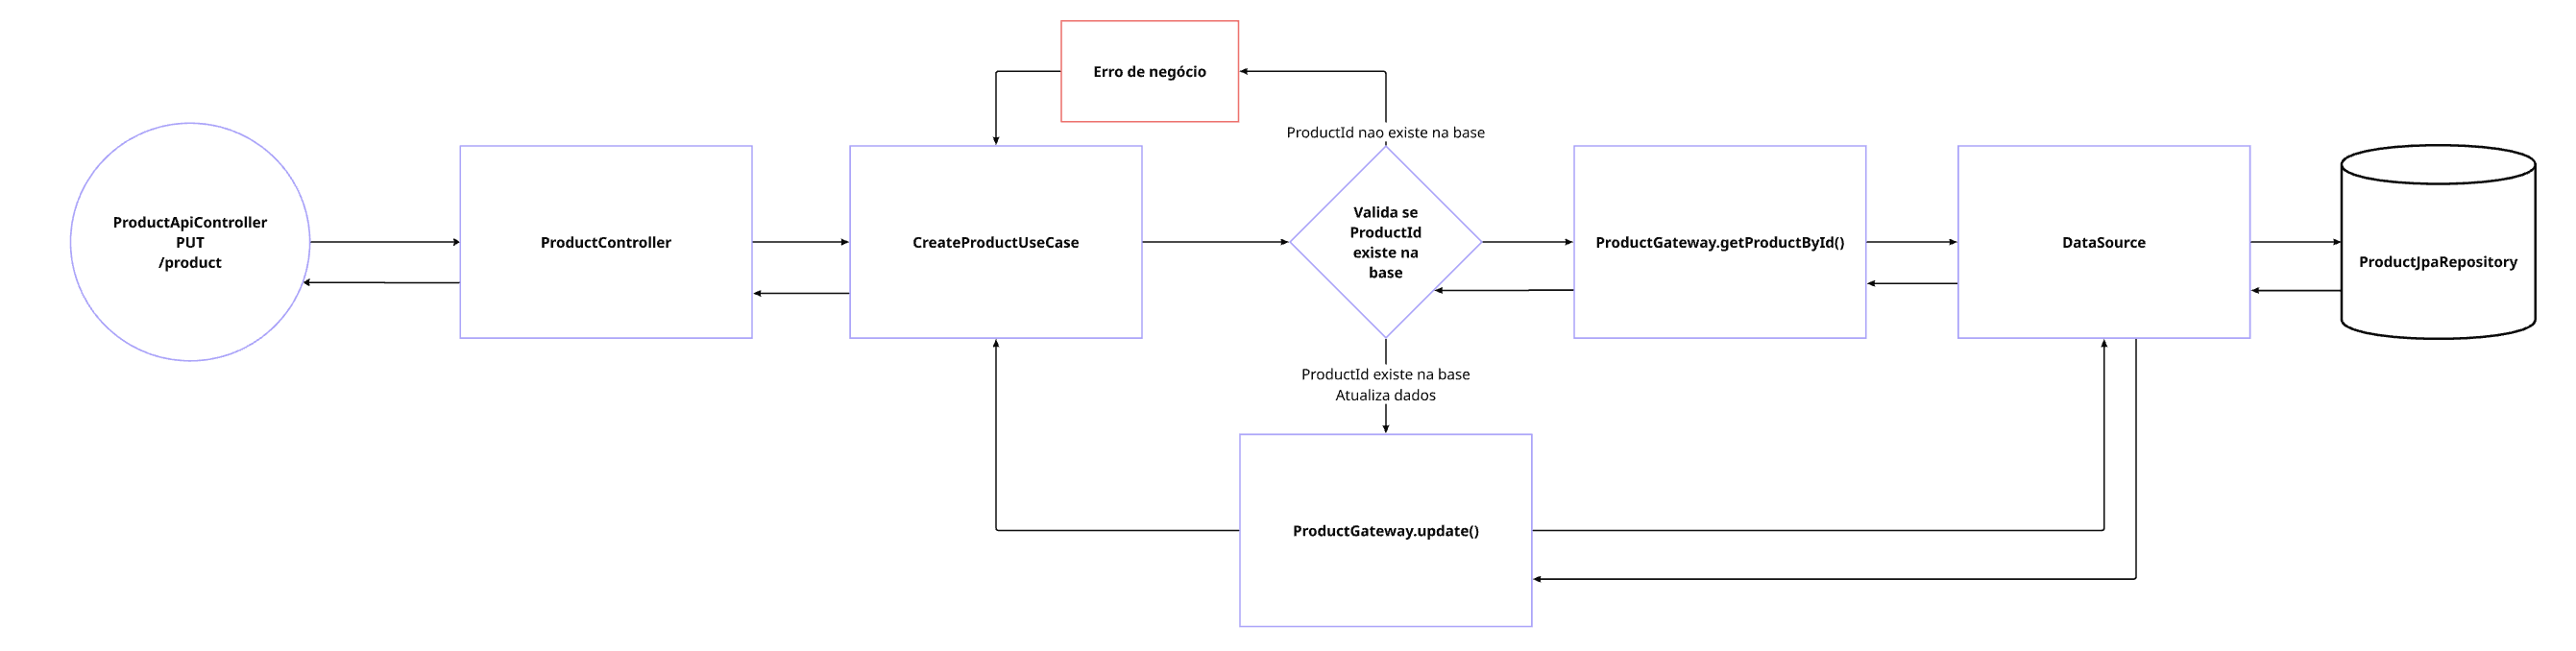 Erro de negócio
ProductId nao existe na base
ProductApiController
PUT
/product
ProductController
CreateProductUseCase
Valida se
ProductId
existe na
base
ProductGateway.getProductById()
DataSource
ProductJpaRepository
ProductId existe na base
Atualiza dados
ProductGateway.update()